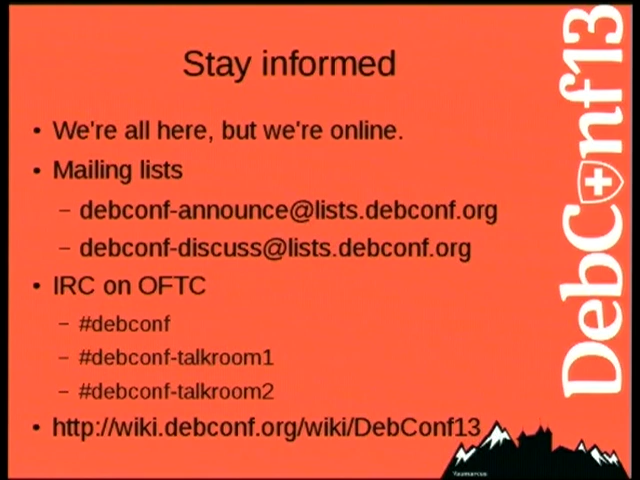 Stay informed
• We're all here, but we're online.
• Mailing lists
– debconf-announce@lists.debconf.org
– debconf-discuss@lists.debconf.org
• IRC on OFTC
– #debconf
– #debconf-talkroom1
– #debconf-talkroom2
• http://wiki.debconf.org/wiki/DebConf13
DebConf13
Vaumarcus